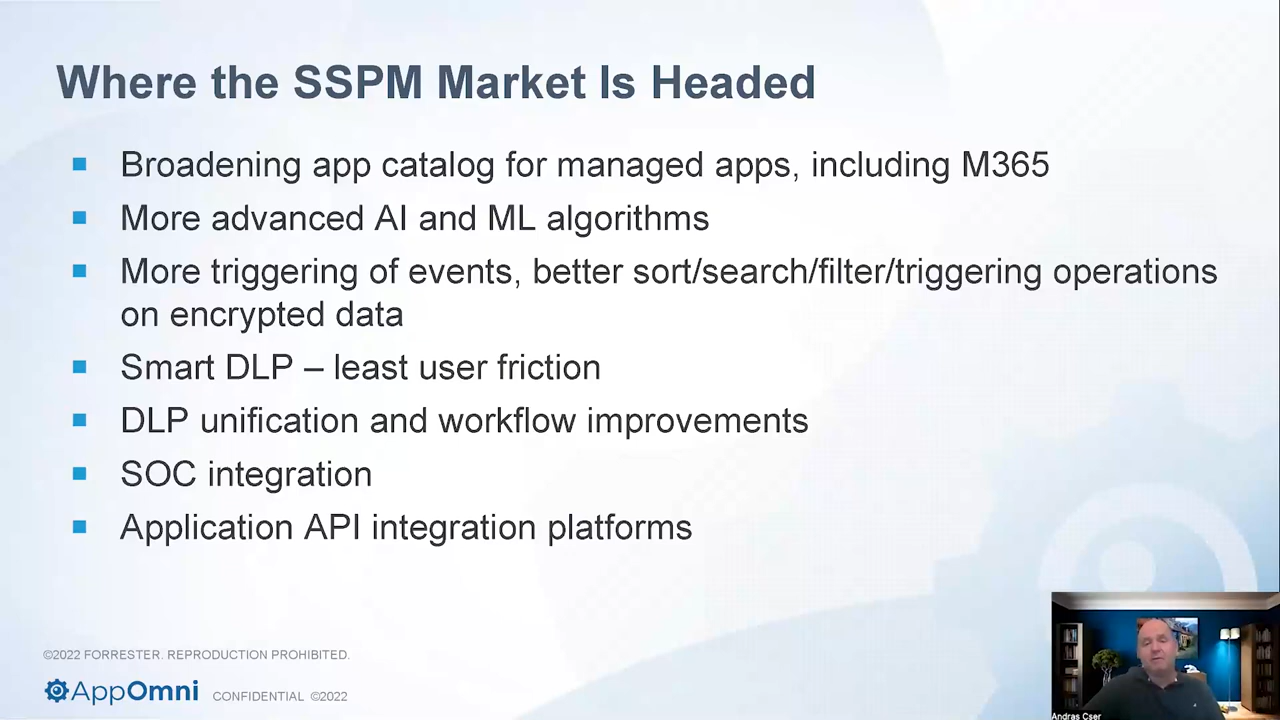 Where the SSPM Market Is Headed
Broadening app catalog for managed apps, including M365
More advanced AI and ML algorithms
More triggering of events, better sort/search/filter/triggering operations
on encrypted data
Smart DLP – least user friction
DLP unification and workflow improvements
SOC integration
Application API integration platforms
©2022 FORRESTER. REPRODUCTION PROHIBITED.
AppOmni CONFIDENTIAL ©2022
Andras Cser